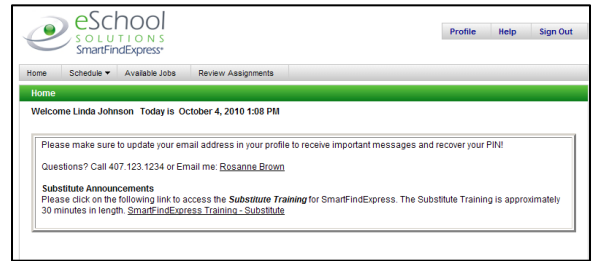 eSchool
SOLUTIONS
SmartFindExpress
Profile Help Sign Out
Home Schedule ▼ Available Jobs Review Assignments
Home
Welcome Linda Johnson Today is October 4, 2010 1:08 PM
Please make sure to update your email address in your profile to receive important messages and recover your PIN!
Questions? Call 407.123.1234 or Email me: Rosanne Brown
Substitute Announcements
Please click on the following link to access the Substitute Training for SmartFindExpress. The Substitute Training is approximately
30 minutes in length. SmartFindExpress Training - Substitute